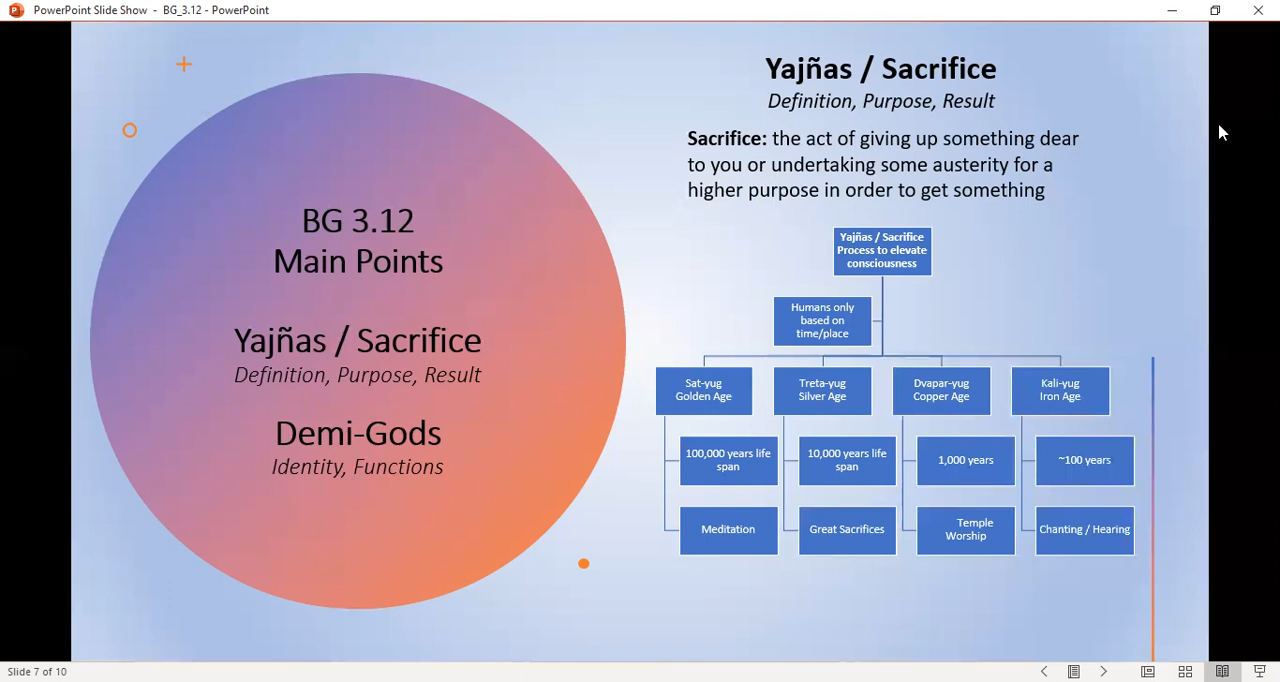 PowerPoint Slide Show - BG_3.12 - PowerPoint
BG 3.12
Main Points
Yajñas / Sacrifice
Definition, Purpose, Result
Demi-Gods
Identity, Functions
Yajñas / Sacrifice
Definition, Purpose, Result
Sacrifice: the act of giving up something dear
to you or undertaking some austerity for a
higher purpose in order to get something
Yajñas / Sacrifice
Process to elevate
consciousness
Humans only
based on
time/place
Sat-yug
Golden Age
100,000 years life
span
Meditation
Treta-yug
Silver Age
10,000 years life
span
Great Sacrifices
Dvapar-yug
Copper Age
1,000 years
Temple
Worship
Kali-yug
Iron Age
~100 years
Chanting / Hearing
Slide 7 of 10